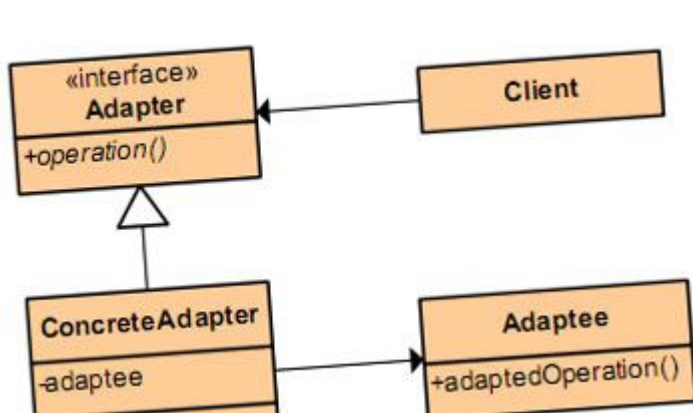 «interface»
Adapter
+operation()
Client
ConcreteAdapter
-adaptee
Adaptee
+adaptedOperation()